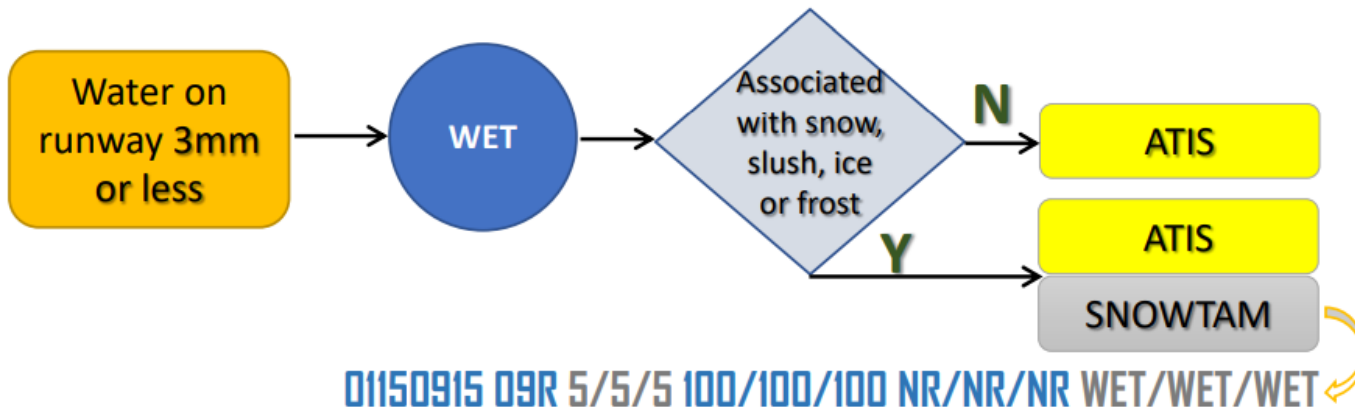 Water on
runway 3mm
or less
WET
Associated
with snow,
slush, ice
or frost
N
ATIS
Y
ATIS
SNOWTAM
01150915 09R 5/5/5 100/100/100 NR/NR/NR WET/WET/WET